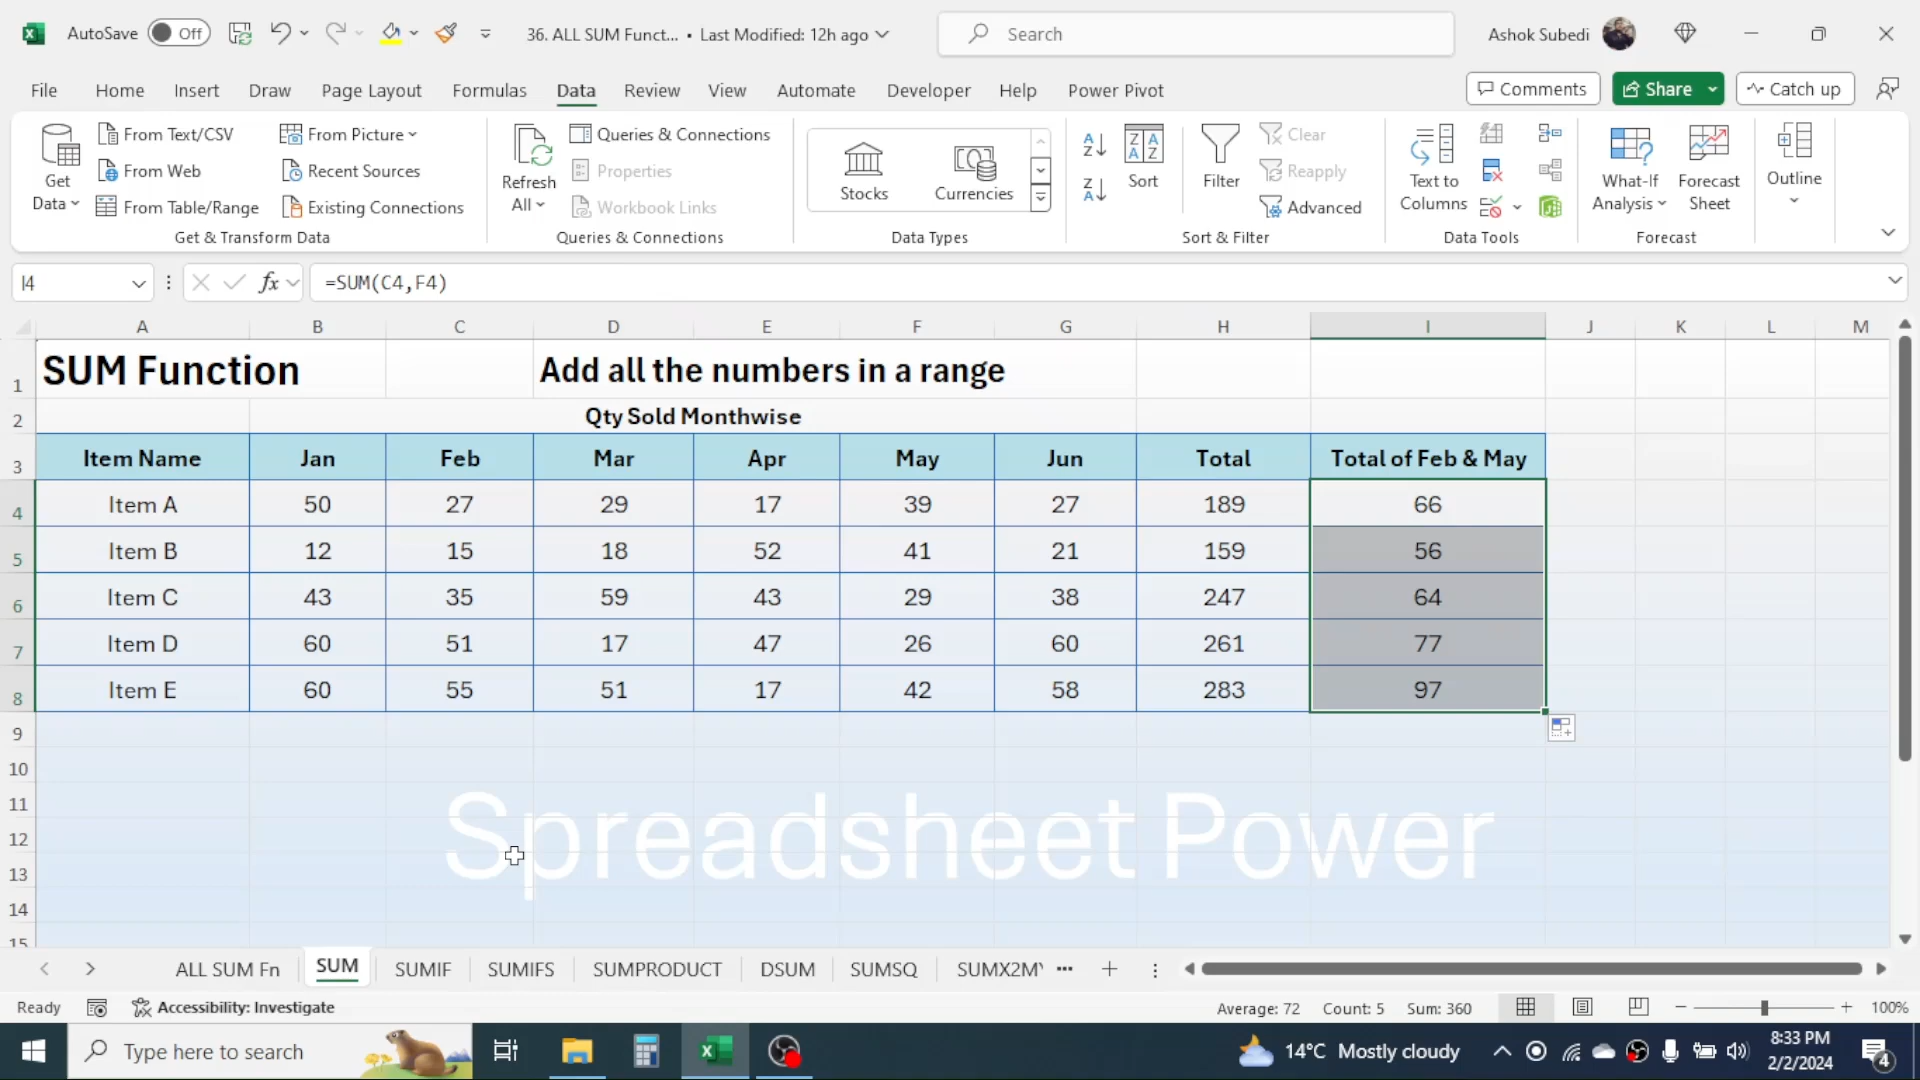 AutoSave Off 36. ALL SUM Funct... • Last Modified: 12h ago Search Ashok Subedi
File Home Insert Draw Page Layout Formulas Data Review View Automate Developer Help Power Pivot Comments Share Catch up
Get Data
From Text/CSV
From Web
From Table/Range
From Picture
Recent Sources
Existing Connections
Get & Transform Data
Refresh All
Queries & Connections
Properties
Workbook Links
Queries & Connections
Stocks Currencies
Data Types
Sort
Filter
Clear
Reapply
Advanced
Sort & Filter
Text to Columns
Data Tools
What-If Analysis
Forecast Sheet
Forecast
Outline
I4 fx =SUM(C4,F4)
A B C D E F G H I J K L M
1 SUM Function Add all the numbers in a range
2 Qty Sold Monthwise
3 Item Name Jan Feb Mar Apr May Jun Total Total of Feb & May
4 Item A 50 27 29 17 39 27 189 66
5 Item B 12 15 18 52 41 21 159 56
6 Item C 43 35 59 43 29 38 247 64
7 Item D 60 51 17 47 26 60 261 77
8 Item E 60 55 51 17 42 58 283 97
9
10
11
12
13
14
15
Spreadsheet Power
ALL SUM Fn SUM SUMIF SUMIFS SUMPRODUCT DSUM SUMSQ SUMX2MY ...
Ready Accessibility: Investigate Average: 72 Count: 5 Sum: 360 100%
Type here to search 14°C Mostly cloudy 8:33 PM
2/2/2024 4